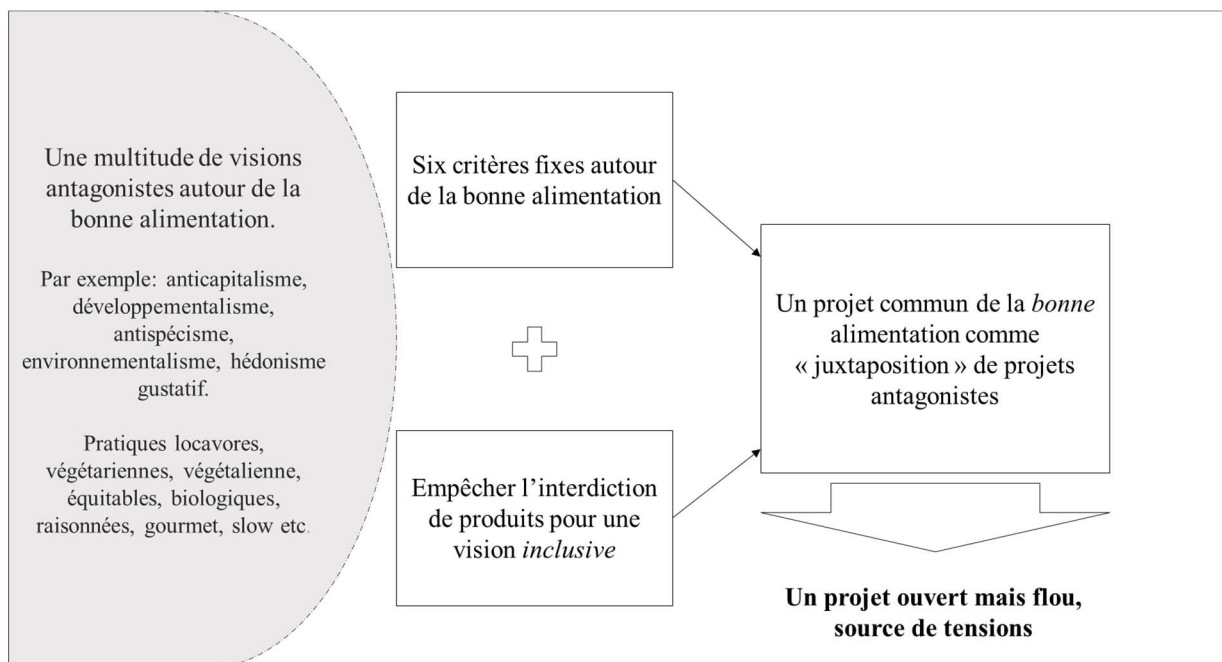 Une multitude de visions
antagonistes autour de la
bonne alimentation.
Par exemple: anticapitalisme,
développementalisme,
antispécisme,
environnementalisme, hédonisme
gustatif.
Pratiques locavores,
végétariennes, végétalienne,
équitables, biologiques,
raisonnées, gourmet, slow etc.
Six critères fixes autour
de la bonne alimentation
Empêcher l’interdiction
de produits pour une
vision inclusive
Un projet commun de la bonne
alimentation comme
« juxtaposition » de projets
antagonistes
Un projet ouvert mais flou,
source de tensions